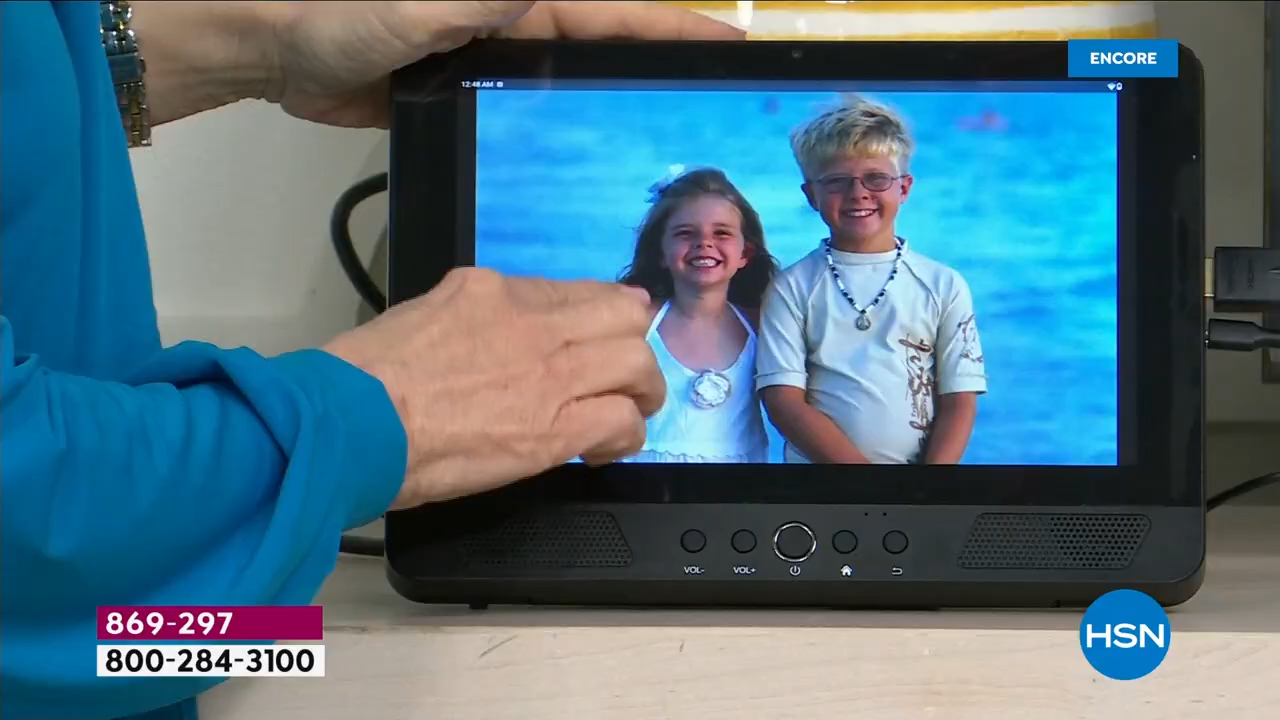 ENCORE
12:48 AM
VOL-
VOL+
869-297
800-284-3100
HSN